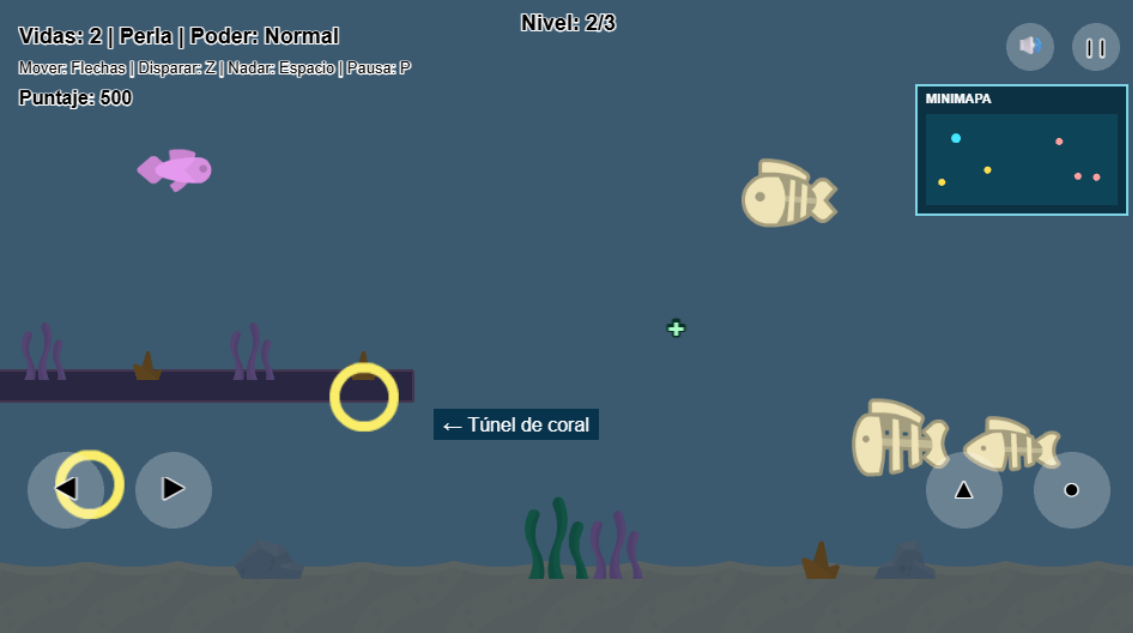 Nivel: 2/3
Vidas: 2 | Perla | Poder: Normal
Mover: Flechas | Disparar: Z | Nadar: Espacio | Pausa: P
Puntaje: 500
MINIMAPA
← Túnel de coral